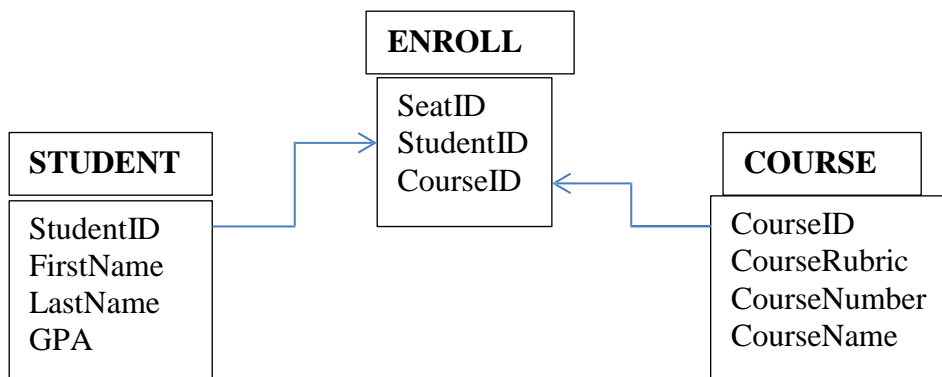 ENROLL
SeatID
StudentID
CourseID
STUDENT
StudentID
FirstName
LastName
GPA
COURSE
CourseID
CourseRubric
CourseNumber
CourseName